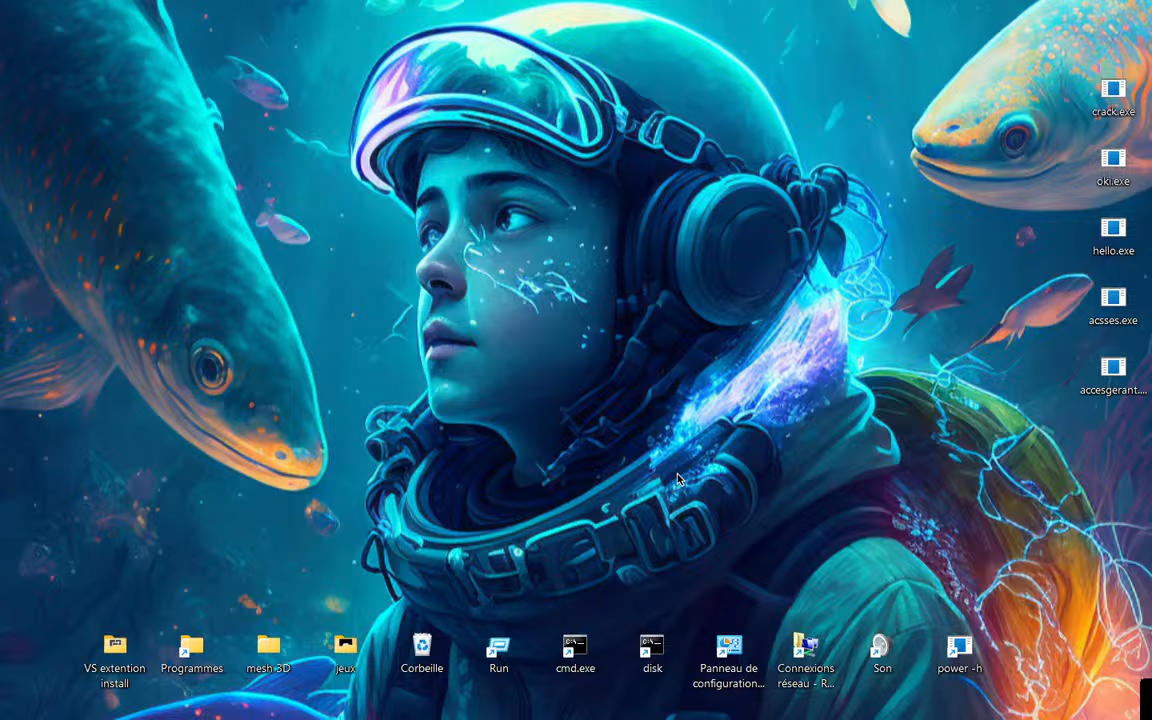 crack.exe
oki.exe
hello.exe
acsses.exe
accesgerant....
VS extention
install
Programmes
mesh 3D
jeux
Corbeille
Run
cmd.exe
disk
Panneau de
configuration...
Connexions
réseau - R...
Son
power -h